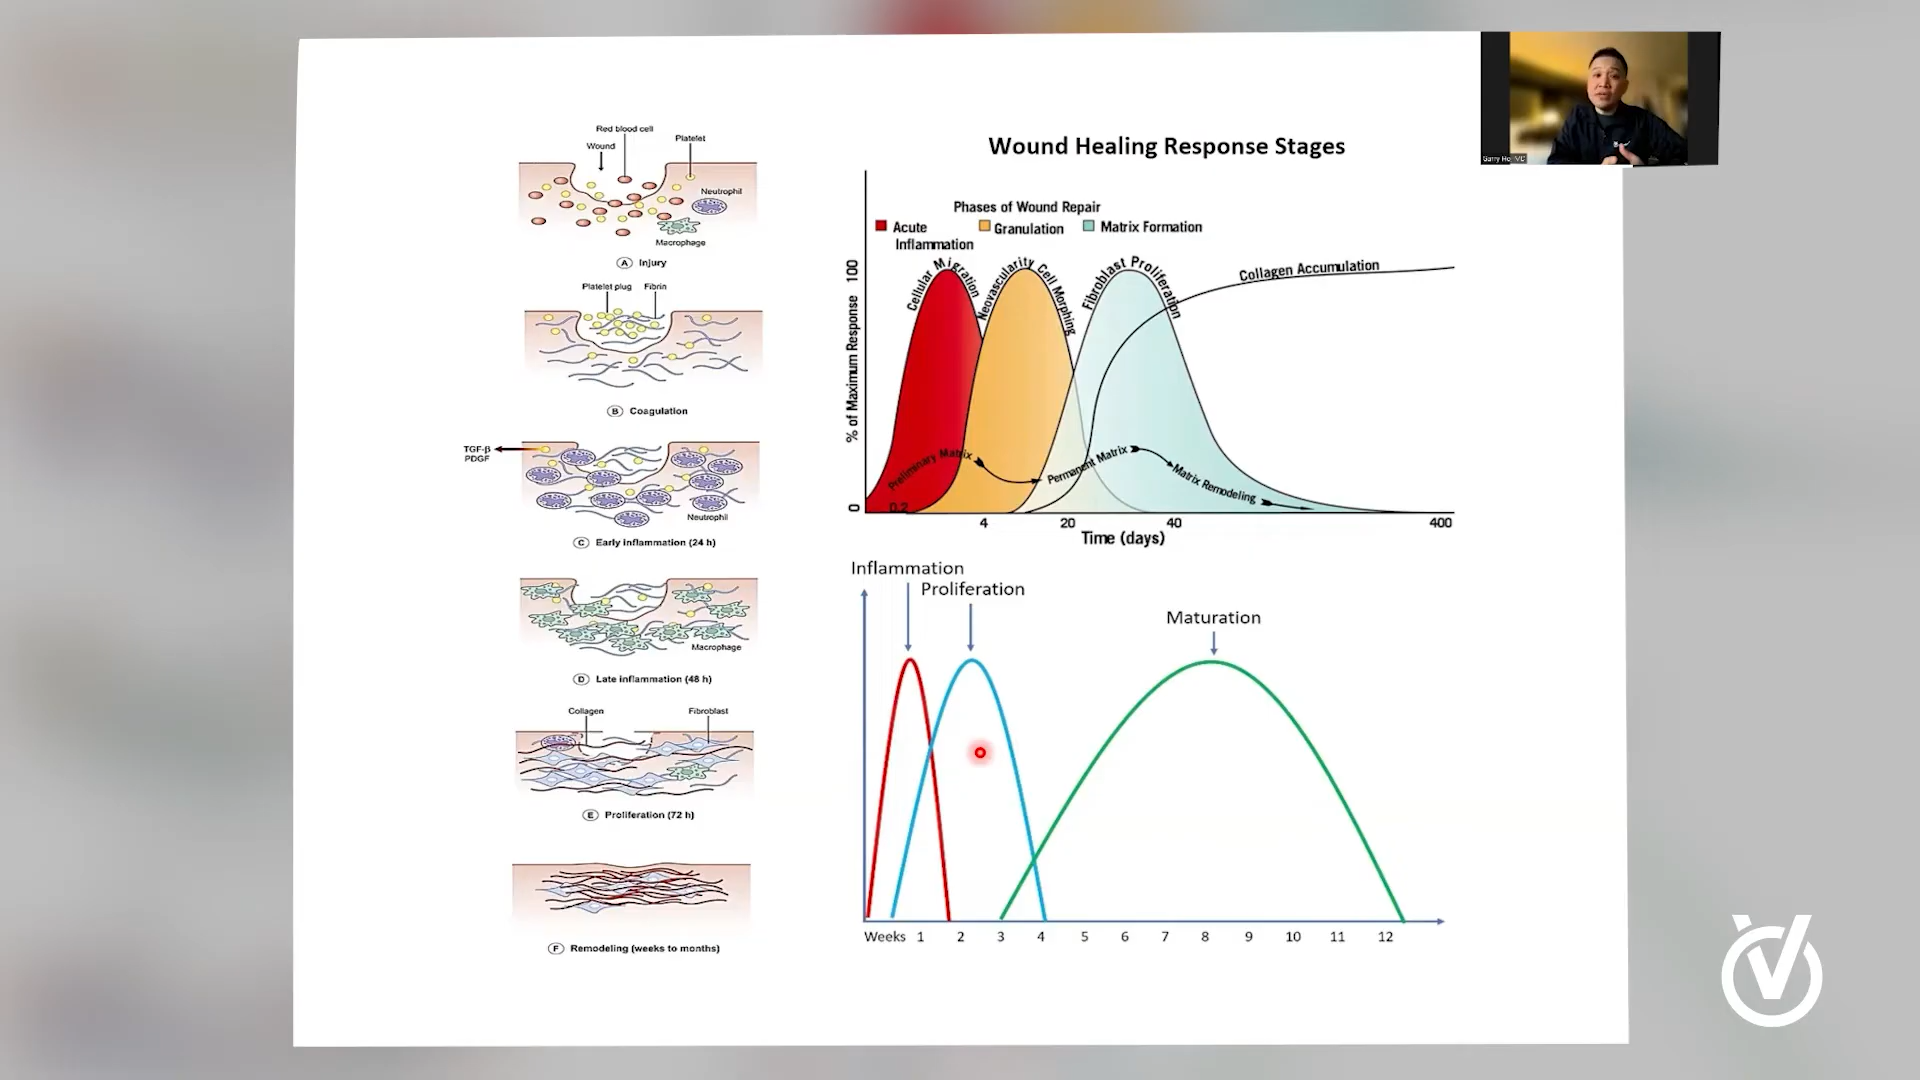 Red blood cell
Platelet
Wound
Neutrophil
Macrophage
A Injury
Platelet plug Fibrin
B Coagulation
TGF-β
PDGF
Neutrophil
C Early inflammation (24 h)
Macrophage
D Late inflammation (48 h)
Collagen Fibroblast
E Proliferation (72 h)
F Remodeling (weeks to months)
Wound Healing Response Stages
Phases of Wound Repair
Acute Inflammation
Granulation
Matrix Formation
% of Maximum Response
0
100
Cellular Migration
Neovascularity
Cell Morphing
Fibroblast Proliferation
Collagen Accumulation
Preliminary Matrix
Permanent Matrix
Matrix Remodeling
0.2 4 20 40 400
Time (days)
Inflammation
Proliferation
Maturation
Weeks 1 2 3 4 5 6 7 8 9 10 11 12